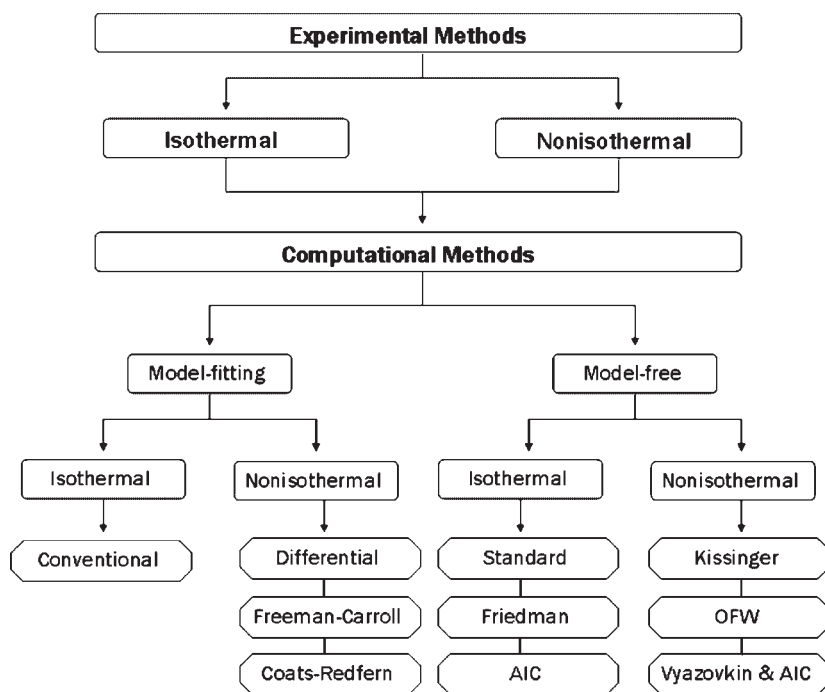 Experimental Methods
Isothermal
Nonisothermal
Computational Methods
Model-fitting
Model-free
Isothermal
Nonisothermal
Isothermal
Nonisothermal
Conventional
Differential
Standard
Kissinger
Freeman-Carroll
Friedman
OFW
Coats-Redfern
AIC
Vyazovkin & AIC